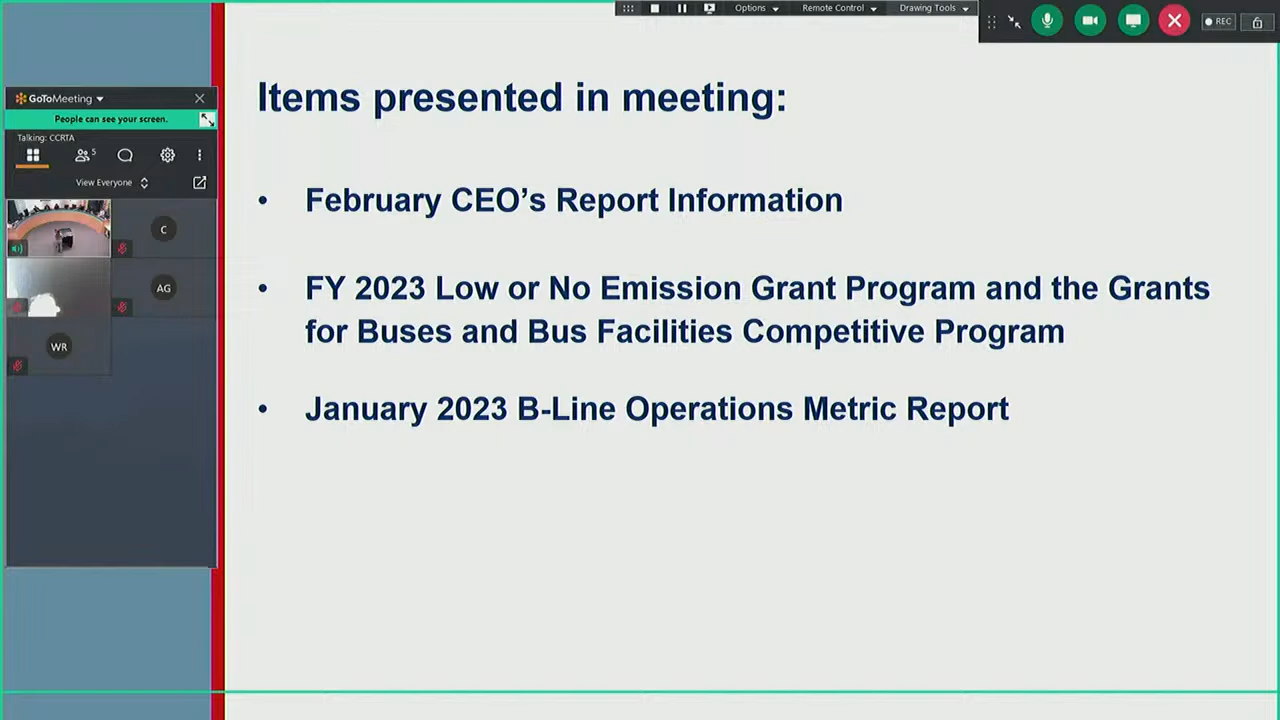 Options
Remote Control
Drawing Tools
REC
GoToMeeting
People can see your screen.
Talking: CCRTA
5
View Everyone
C
AG
WR
Items presented in meeting:
• February CEO’s Report Information
• FY 2023 Low or No Emission Grant Program and the Grants
for Buses and Bus Facilities Competitive Program
• January 2023 B-Line Operations Metric Report